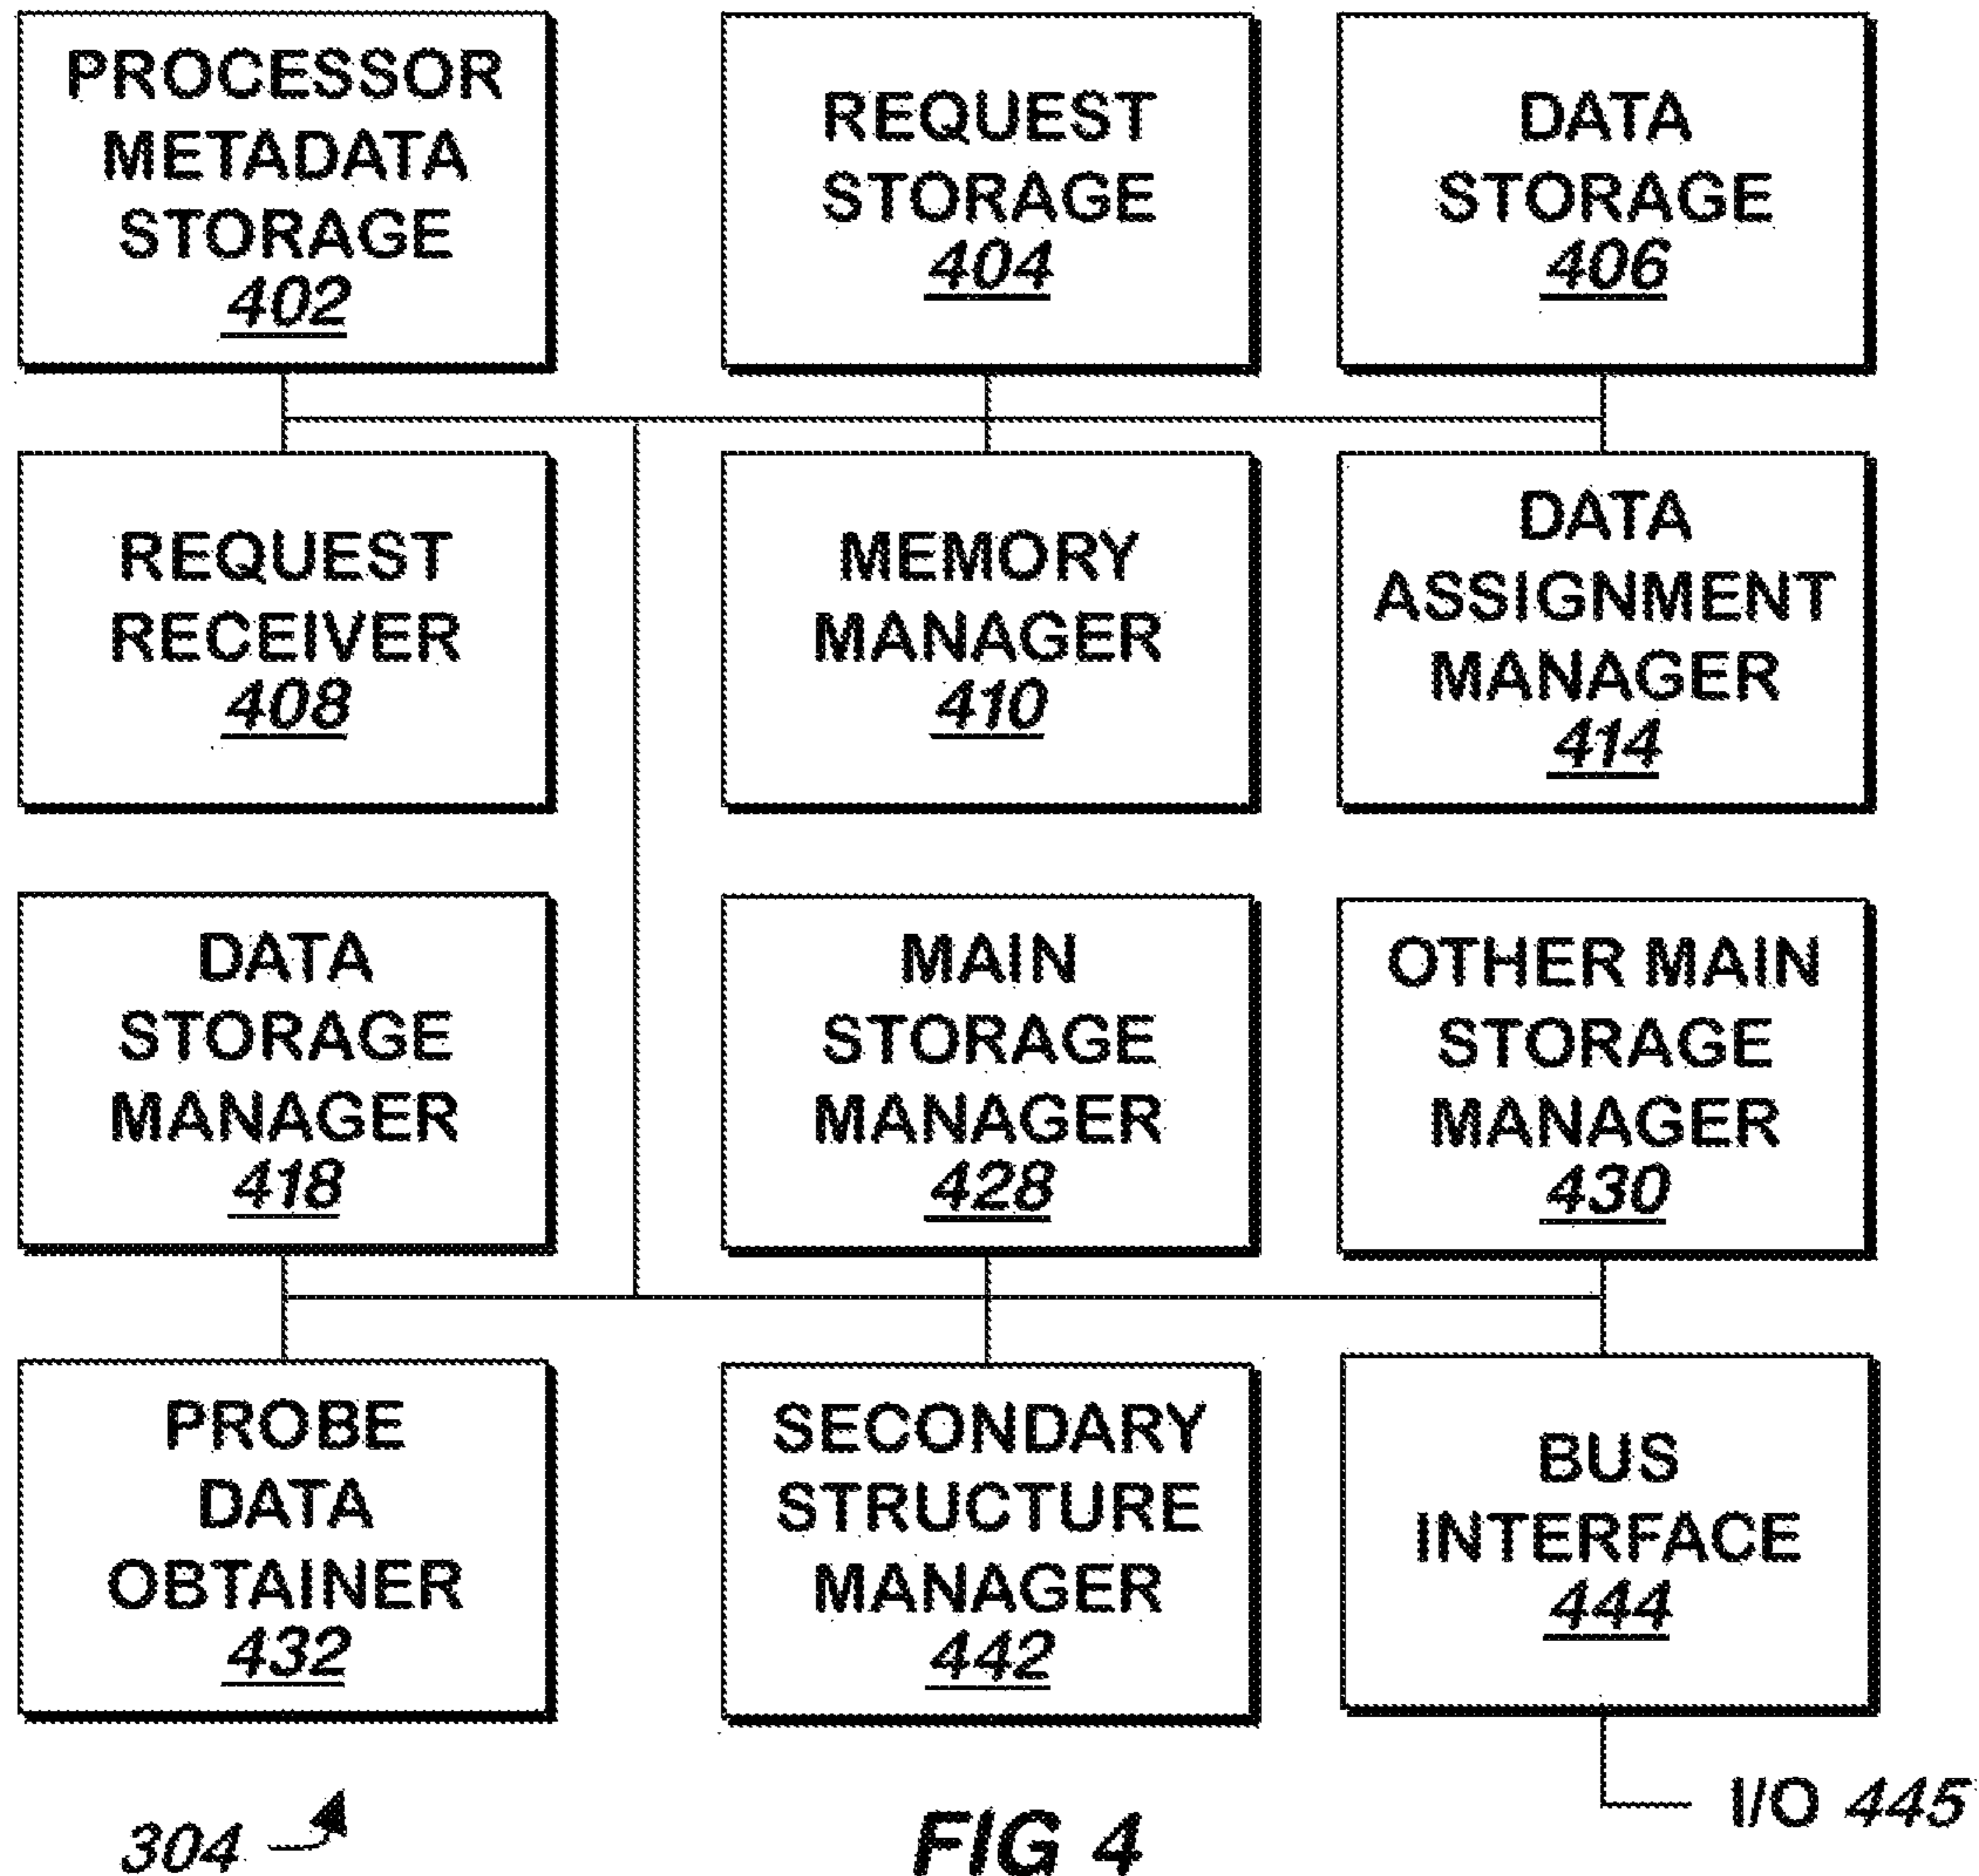 PROCESSOR
METADATA
STORAGE
402
REQUEST
STORAGE
404
DATA
STORAGE
406
REQUEST
RECEIVER
408
MEMORY
MANAGER
410
DATA
ASSIGNMENT
MANAGER
414
DATA
STORAGE
MANAGER
418
MAIN
STORAGE
MANAGER
428
OTHER MAIN
STORAGE
MANAGER
430
PROBE
DATA
OBTAINER
432
SECONDARY
STRUCTURE
MANAGER
442
BUS
INTERFACE
444
I/O 445
304
FIG 4